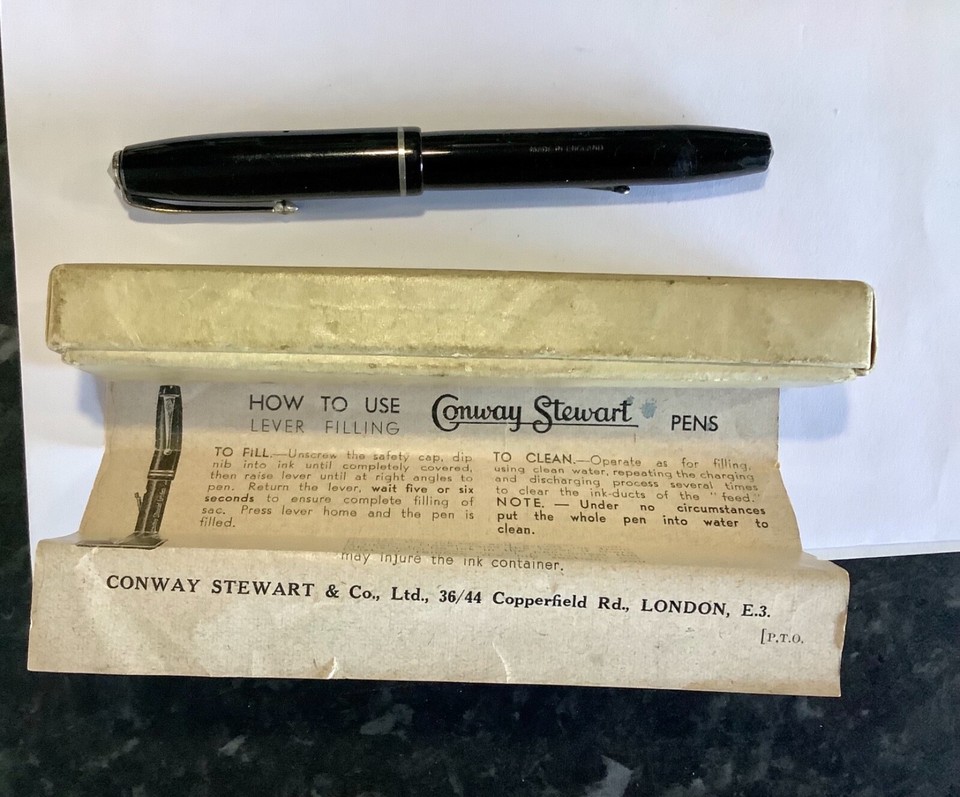 MADE IN ENGLAND
HOW TO USE
LEVER FILLING
Conway Stewart
PENS
TO FILL.—Unscrew the safety cap, dip
nib into ink until completely covered,
then raise lever until at right angles to
pen. Return the lever, wait five or six
seconds to ensure complete filling of
sac. Press lever home and the pen is
filled.
TO CLEAN.—Operate as for filling,
using clean water, repeating the charging
and discharging process several times
to clear the ink-ducts of the "feed."
NOTE. — Under no circumstances
put the whole pen into water to
clean.
may injure the ink container.
CONWAY STEWART & Co., Ltd., 36/44 Copperfield Rd., LONDON, E.3.
[P.T.O.